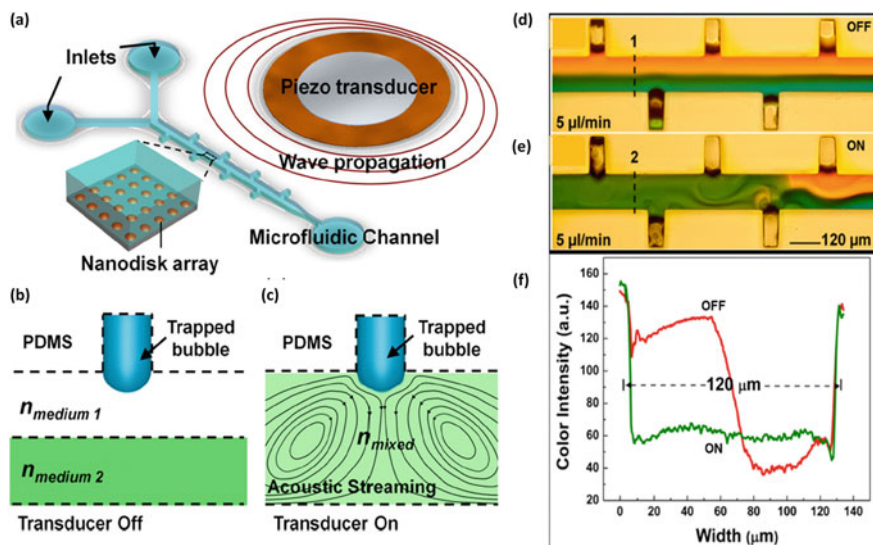 (a)
Inlets
Piezo transducer
Wave propagation
Microfluidic Channel
Nanodisk array
(b)
PDMS
Trapped
bubble
n medium 1
n medium 2
Transducer Off
(c)
PDMS
Trapped
bubble
n mixed
Acoustic Streaming
Transducer On
(d)
1
OFF
5 µl/min
(e)
2
ON
5 µl/min
120 µm
(f)
Color Intensity (a.u.)
160
140
120
100
80
60
40
20
OFF
120 µm
ON
0 20 40 60 80 100 120 140
Width (µm)